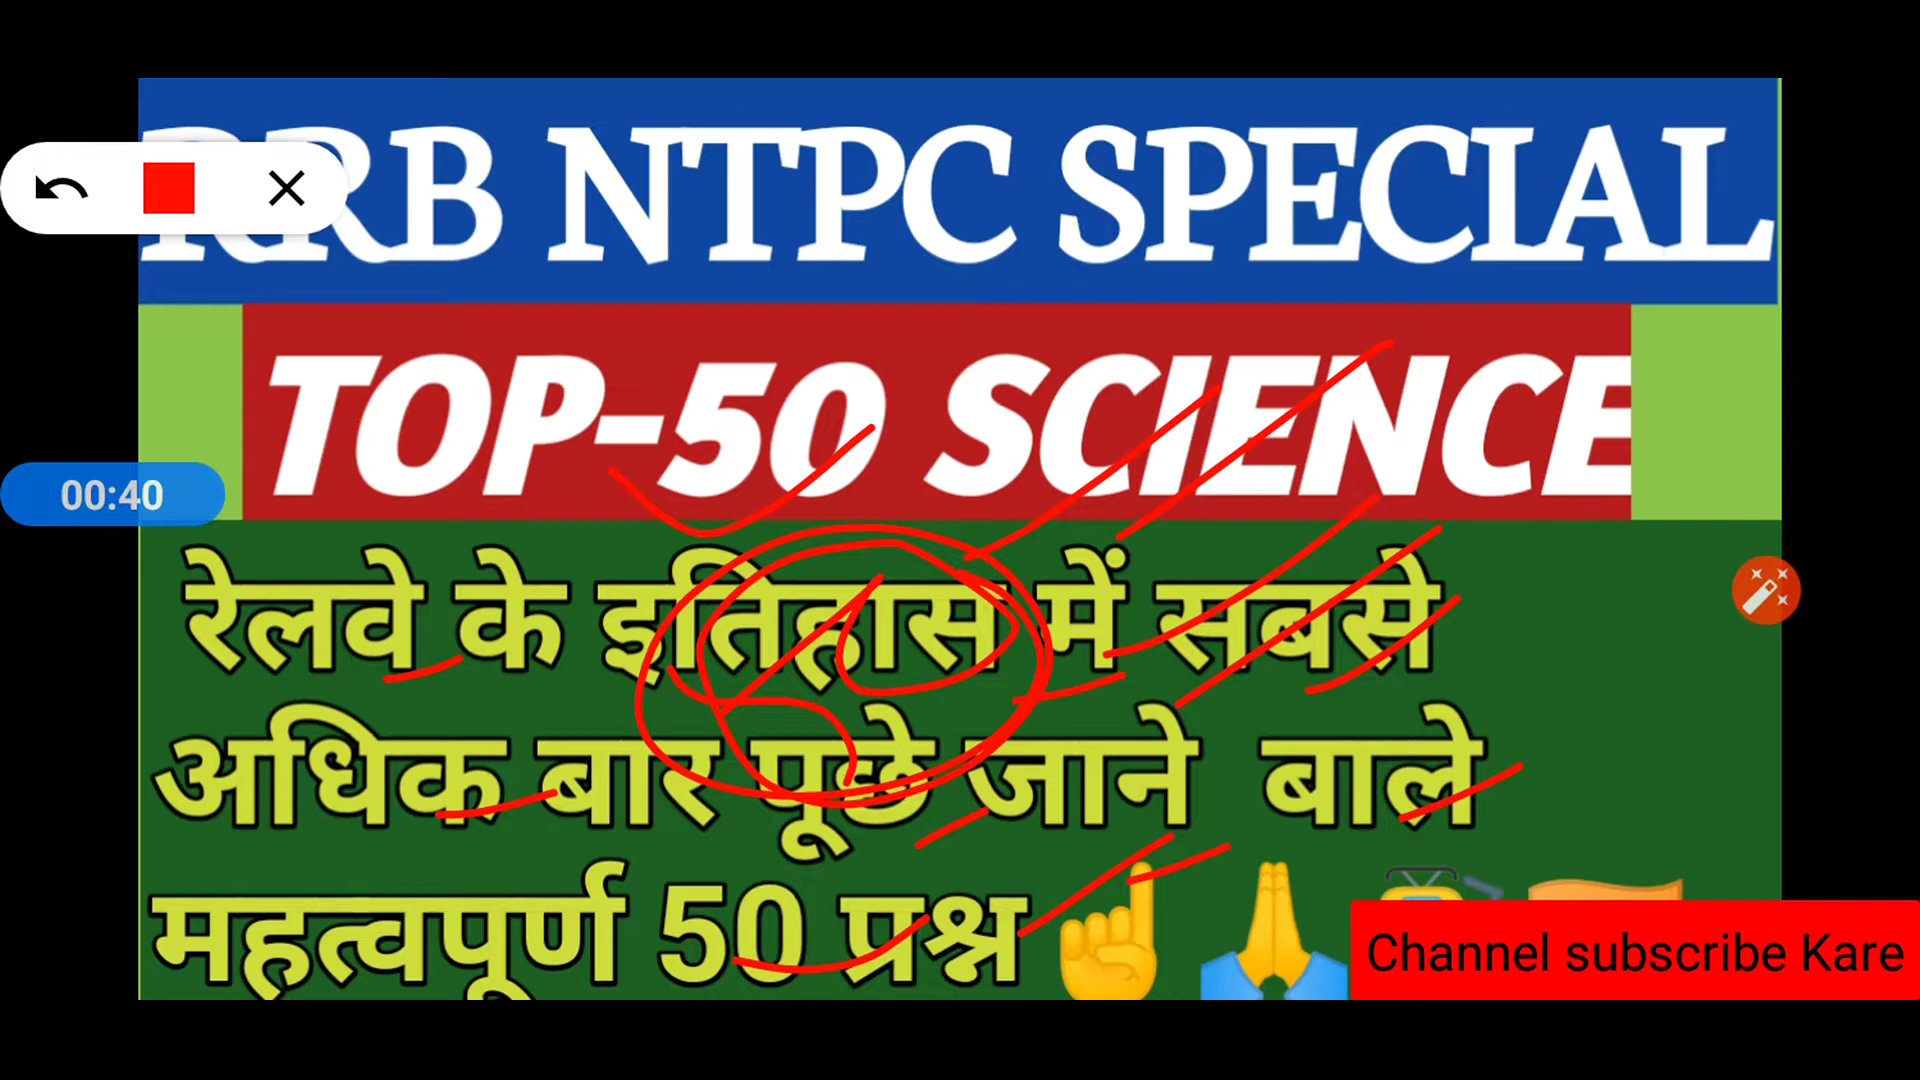 RRB NTPC SPECIAL
TOP-50 SCIENCE
00:40
रेलवे के इतिहास में सबसे
अधिक बार पूछे जाने बाले
महत्वपूर्ण 50 प्रश्न
Channel subscribe Kare